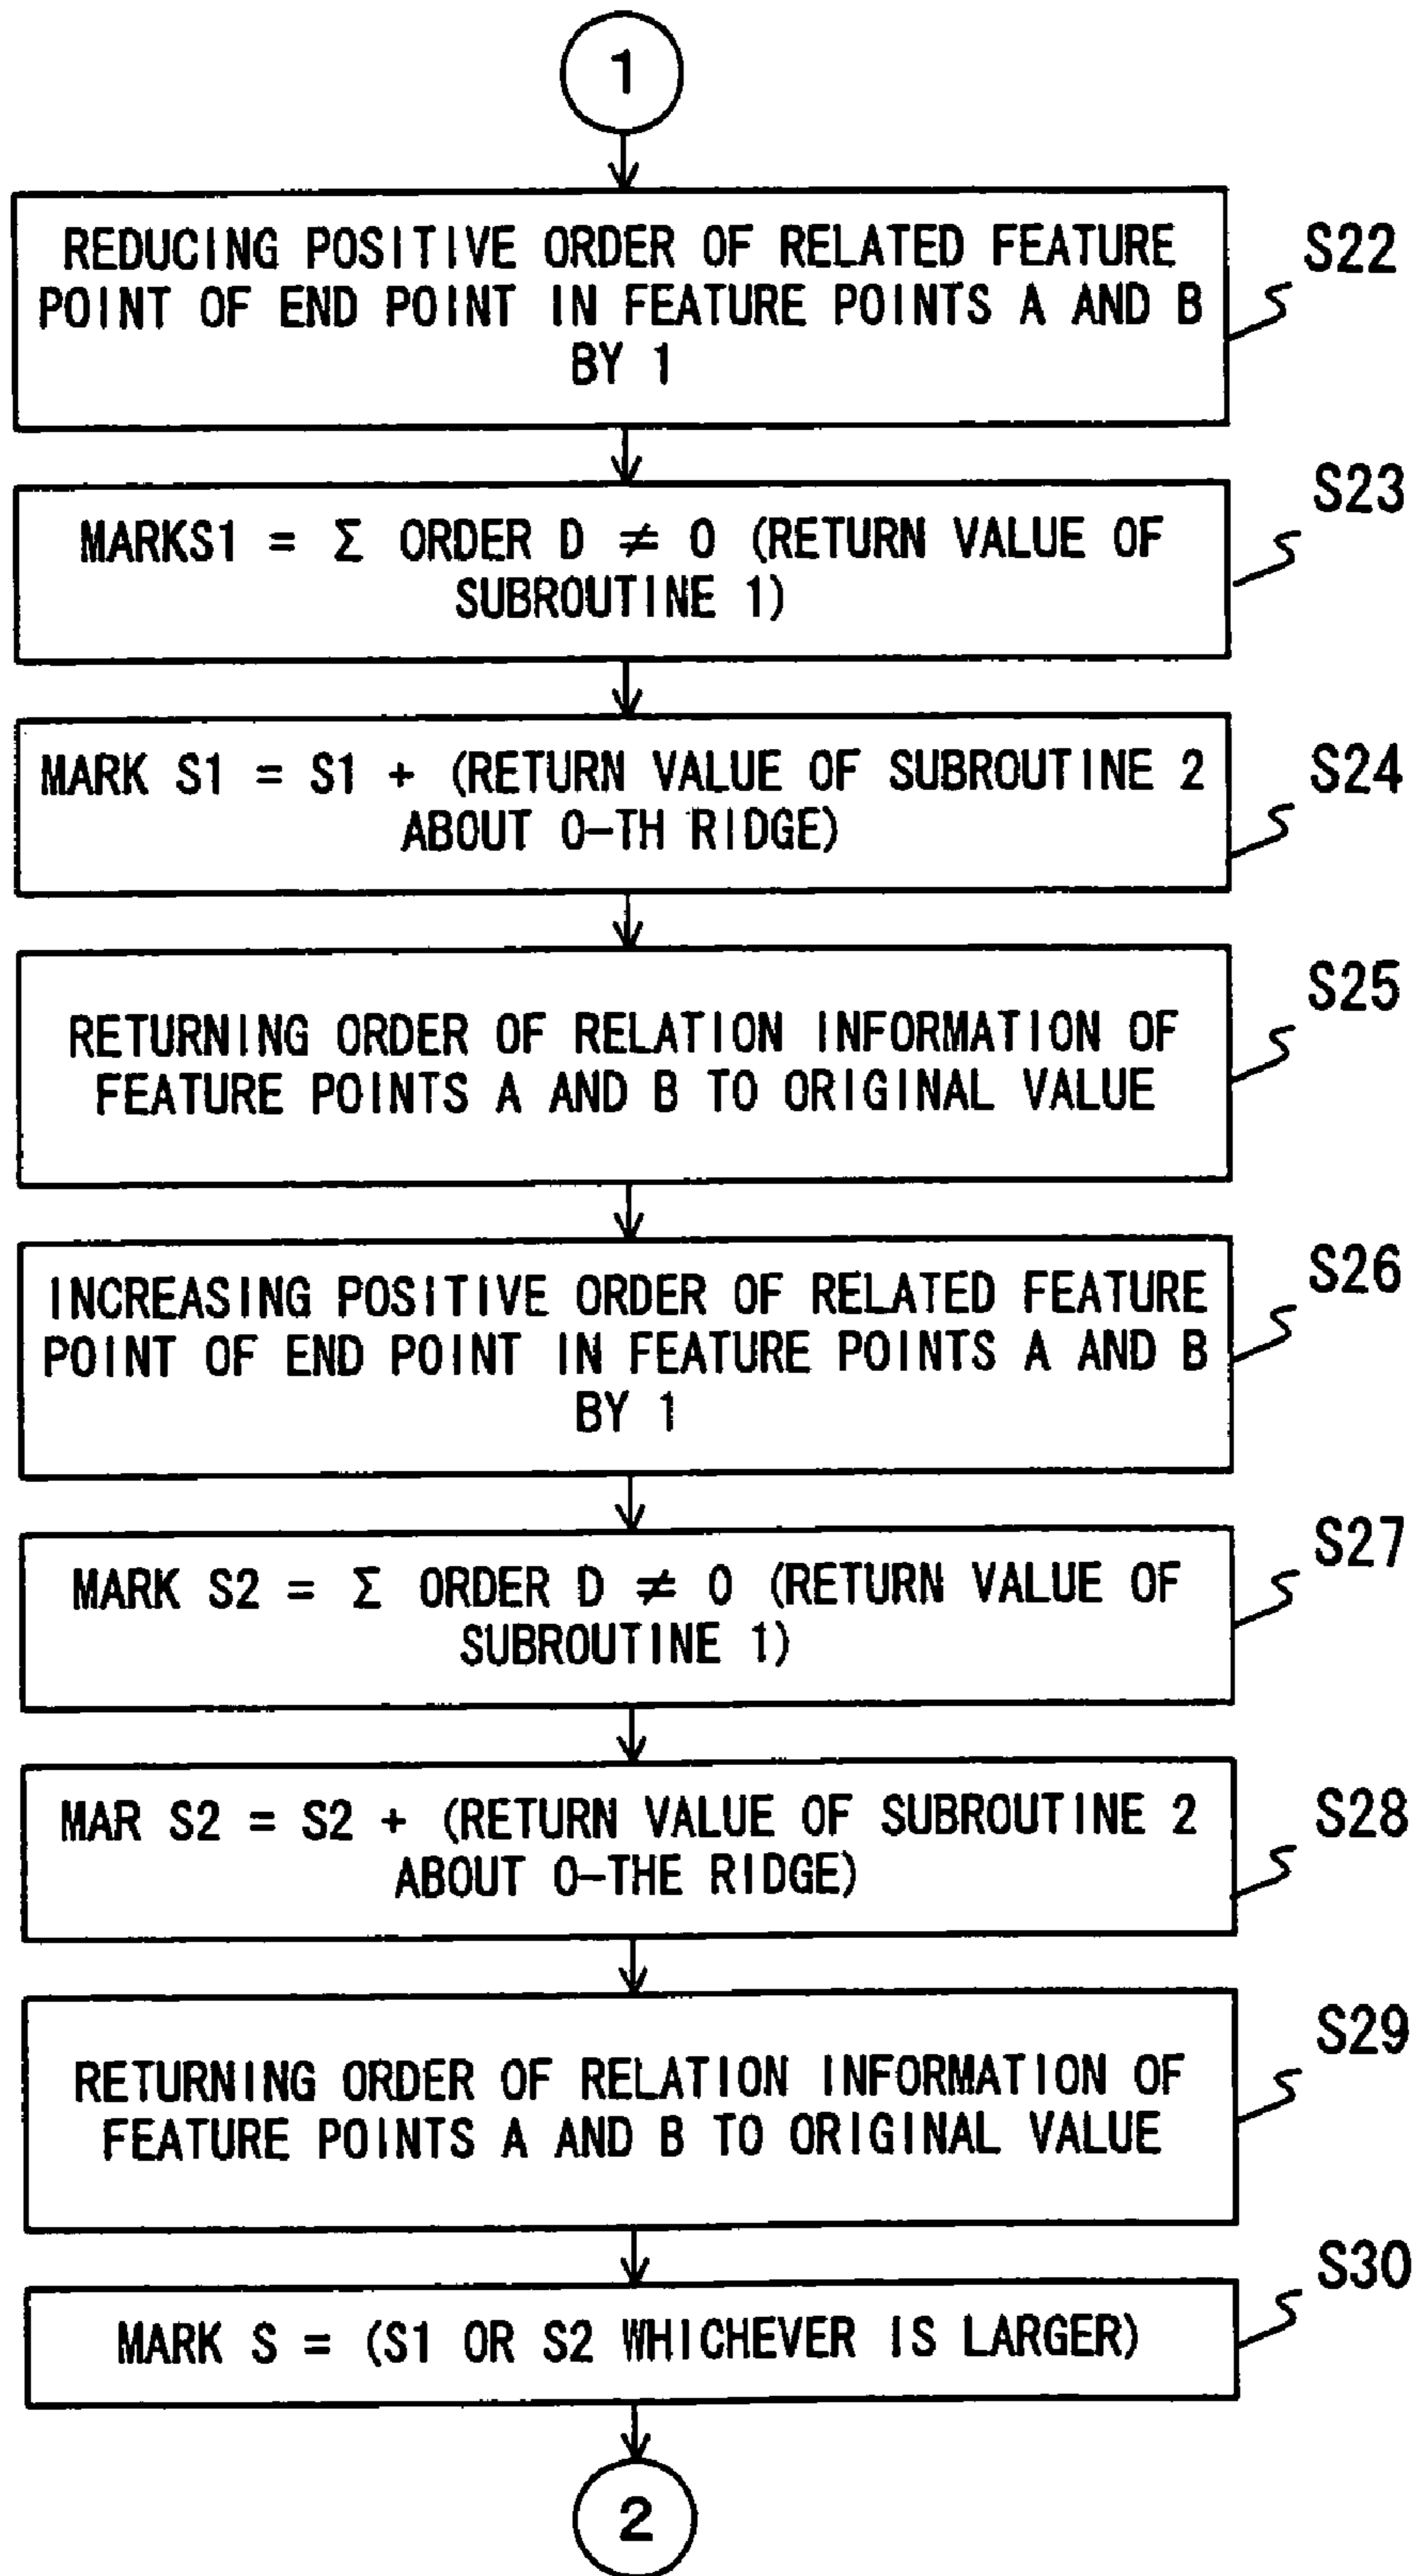 1
REDUCING POSITIVE ORDER OF RELATED FEATURE
POINT OF END POINT IN FEATURE POINTS A AND B
BY 1
S22
MARKS1 = Σ ORDER D ≠ 0 (RETURN VALUE OF
SUBROUTINE 1)
S23
MARK S1 = S1 + (RETURN VALUE OF SUBROUTINE 2
ABOUT 0-TH RIDGE)
S24
RETURNING ORDER OF RELATION INFORMATION OF
FEATURE POINTS A AND B TO ORIGINAL VALUE
S25
INCREASING POSITIVE ORDER OF RELATED FEATURE
POINT OF END POINT IN FEATURE POINTS A AND B
BY 1
S26
MARK S2 = Σ ORDER D ≠ 0 (RETURN VALUE OF
SUBROUTINE 1)
S27
MAR S2 = S2 + (RETURN VALUE OF SUBROUTINE 2
ABOUT 0-THE RIDGE)
S28
RETURNING ORDER OF RELATION INFORMATION OF
FEATURE POINTS A AND B TO ORIGINAL VALUE
S29
MARK S = (S1 OR S2 WHICHEVER IS LARGER)
S30
2